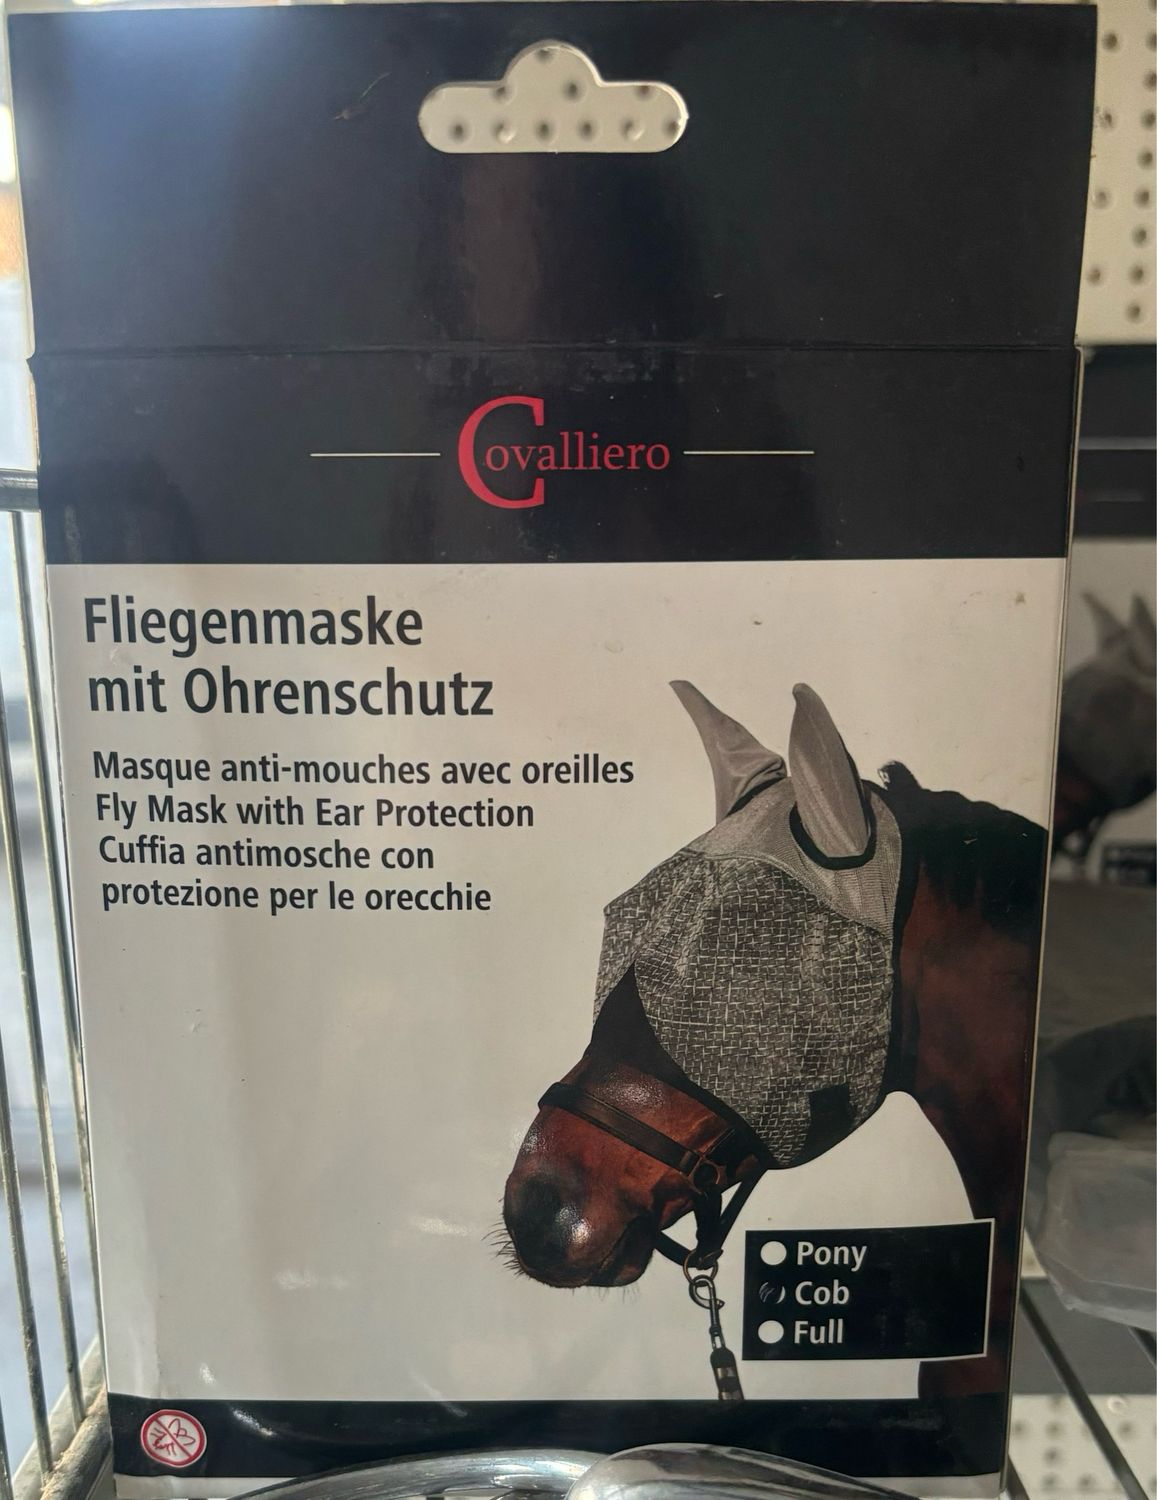 Covalliero
Fliegenmaske
mit Ohrenschutz
Masque anti-mouches avec oreilles
Fly Mask with Ear Protection
Cuffia antimosche con
protezione per le orecchie
Pony
Cob
Full